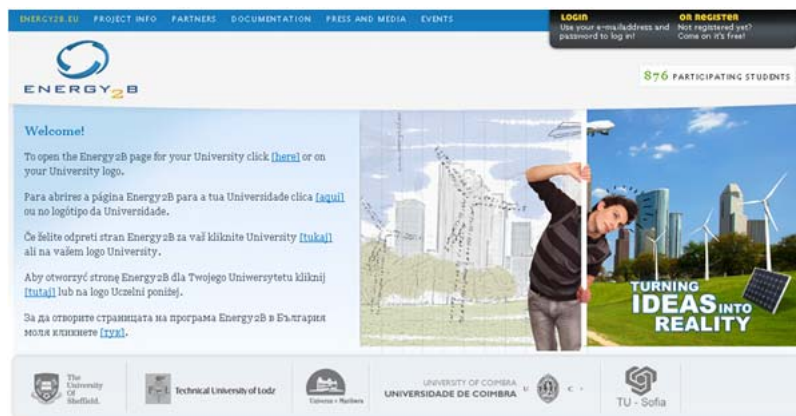 ENERGY2B.EU PROJECT INFO PARTNERS DOCUMENTATION PRESS AND MEDIA EVENTS
LOGIN
Use your e-mailaddress and
password to log in!
OR REGISTER
Not registered yet?
Come on it's free!
ENERGY2B
876 PARTICIPATING STUDENTS
Welcome!
To open the Energy2B page for your University click [here] or on
your University logo.
Para abrires a página Energy2B para a tua Universidade clica [aqui]
ou no logótipo da Universidade.
Če želite odpreti stran Energy2B za vaš kliknite University [tukaj]
ali na vašem logo University.
Aby otworzyć stronę Energy2B dla Twojego Uniwersytetu kliknij
[tutaj] lub na logo Uczelni poniżej.
За да отворите страницата на програма Energy2B в България
моля кликнете [тук].
TURNING
IDEAS INTO
REALITY
The
University
Of
Sheffield.
Technical University of Lodz
UNIVERSITY OF COIMBRA
UNIVERSIDADE DE COIMBRA
U C
TU - Sofia